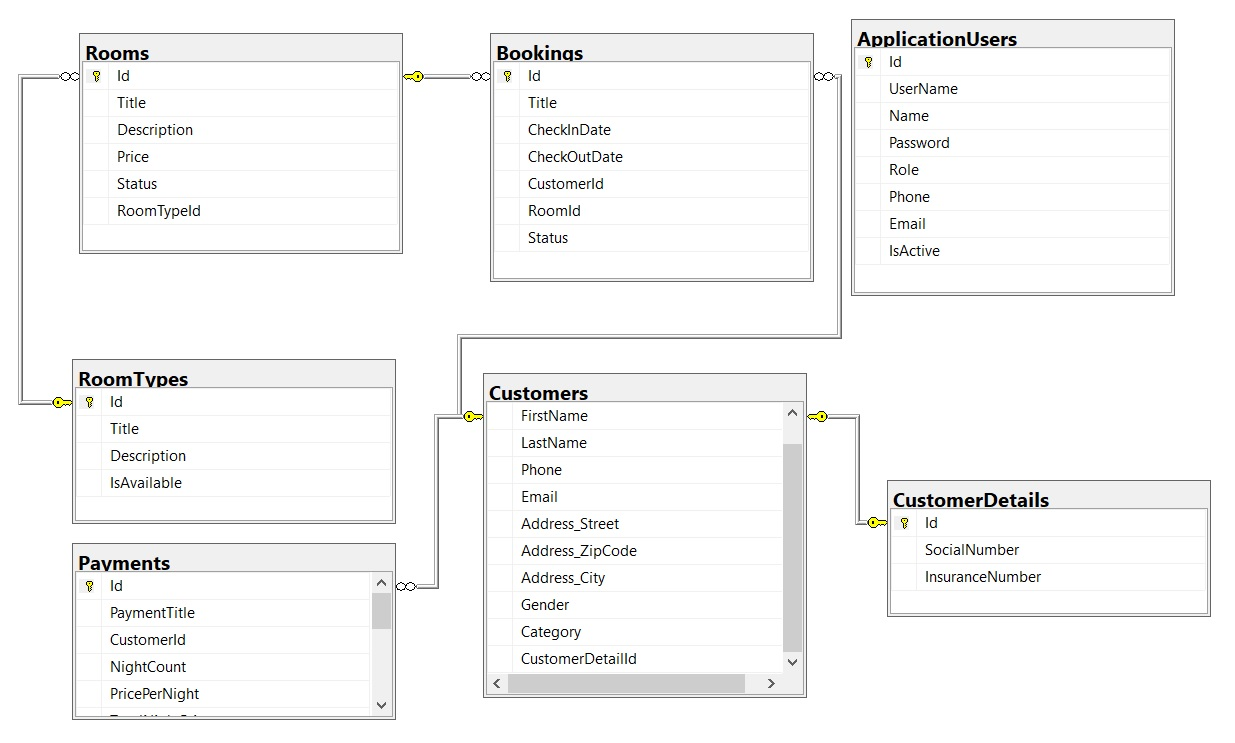 Rooms
Id
Title
Description
Price
Status
RoomTypeId
Bookings
Id
Title
CheckInDate
CheckOutDate
CustomerId
RoomId
Status
ApplicationUsers
Id
UserName
Name
Password
Role
Phone
Email
IsActive
RoomTypes
Id
Title
Description
IsAvailable
Customers
FirstName
LastName
Phone
Email
Address_Street
Address_ZipCode
Address_City
Gender
Category
CustomerDetailId
CustomerDetails
Id
SocialNumber
InsuranceNumber
Payments
Id
PaymentTitle
CustomerId
NightCount
PricePerNight